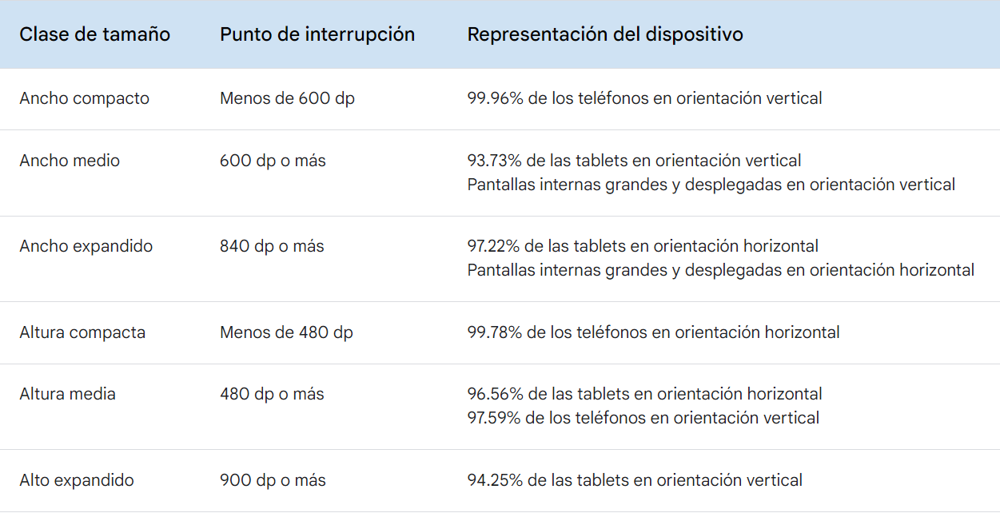 Clase de tamaño Punto de interrupción Representación del dispositivo
Ancho compacto Menos de 600 dp 99.96% de los teléfonos en orientación vertical
Ancho medio 600 dp o más 93.73% de las tablets en orientación vertical
Pantallas internas grandes y desplegadas en orientación vertical
Ancho expandido 840 dp o más 97.22% de las tablets en orientación horizontal
Pantallas internas grandes y desplegadas en orientación horizontal
Altura compacta Menos de 480 dp 99.78% de los teléfonos en orientación horizontal
Altura media 480 dp o más 96.56% de las tablets en orientación horizontal
97.59% de los teléfonos en orientación vertical
Alto expandido 900 dp o más 94.25% de las tablets en orientación vertical